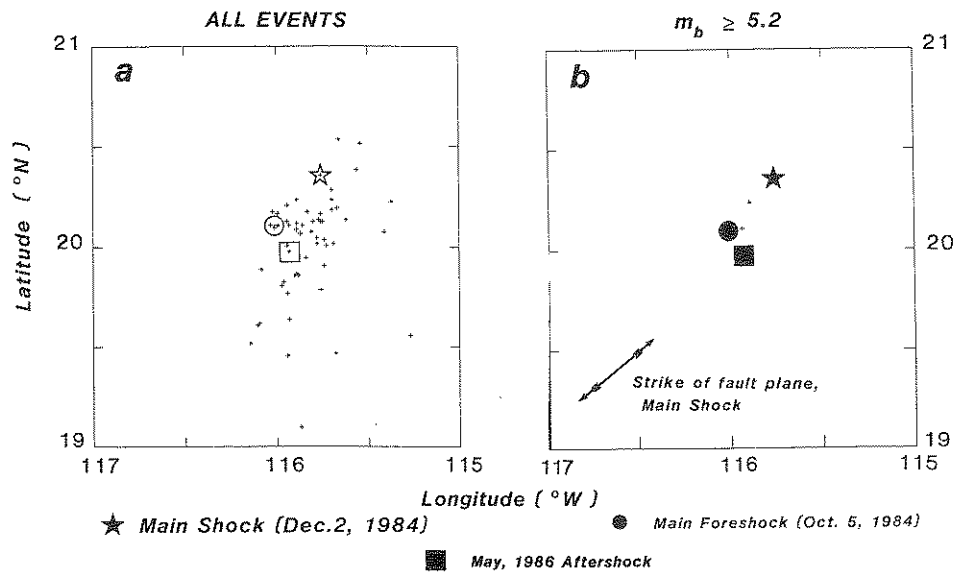 ALL EVENTS
m_b ≥ 5.2
21
a
b
21
Latitude (°N)
20
20
Strike of fault plane,
Main Shock
19
19
117
116
115
117
116
115
Longitude (°W)
Main Shock (Dec.2, 1984)
Main Foreshock (Oct. 5, 1984)
May, 1986 Aftershock